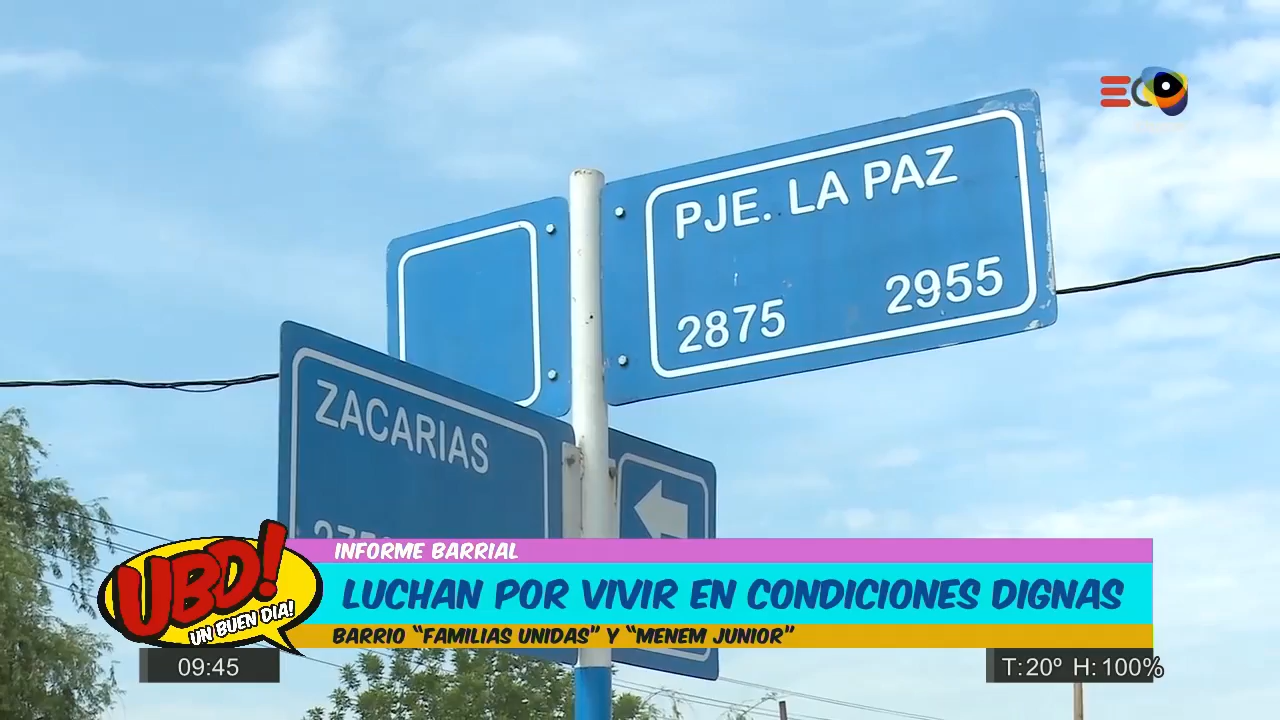 ECO
PJE. LA PAZ
2875 2955
ZACARIAS
INFORME BARRIAL
UBD!
UN BUEN DIA!
LUCHAN POR VIVIR EN CONDICIONES DIGNAS
BARRIO “FAMILIAS UNIDAS” Y “MENEM JUNIOR”
09:45
T:20º H:100%